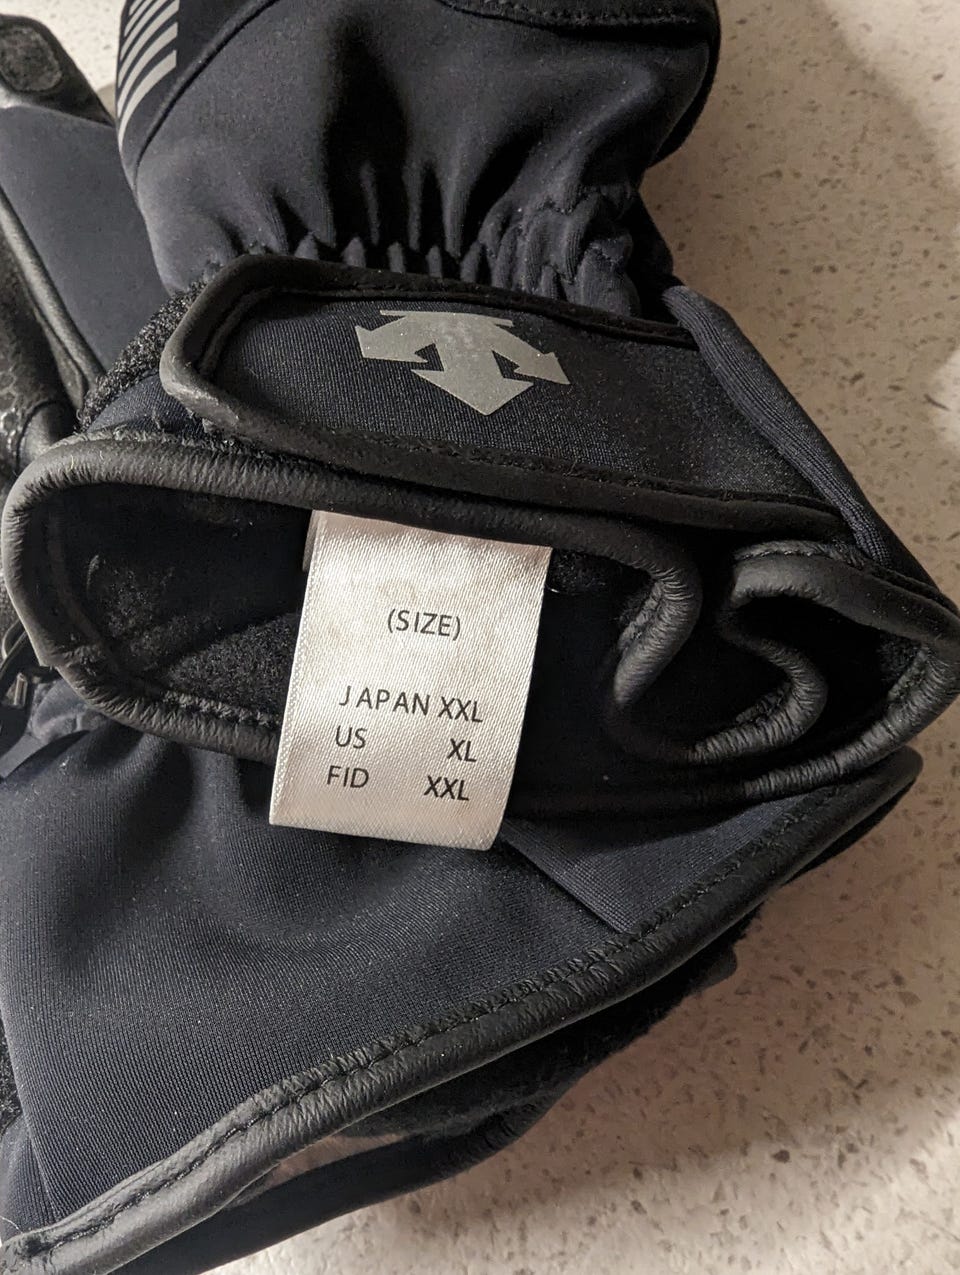 (SIZE)
JAPAN XXL
US XL
FID XXL